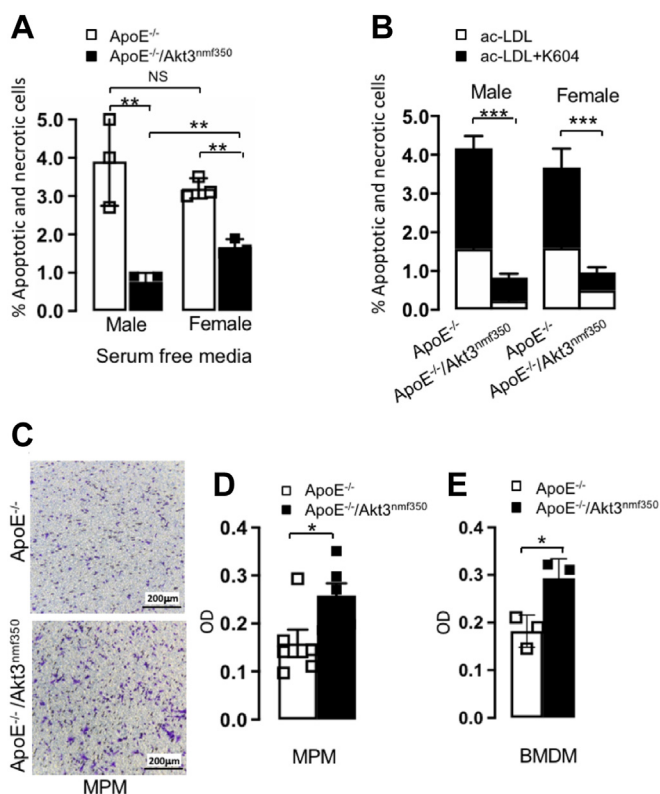 A
ApoE-/-
ApoE-/-/Akt3nmf350
NS
**
**
**
% Apoptotic and necrotic cells
5.0
4.0
3.0
2.0
1.0
0.0
Male Female
Serum free media
B
ac-LDL
ac-LDL+K604
Male Female
*** ***
% Apoptotic and necrotic cells
5.0
4.0
3.0
2.0
1.0
0.0
ApoE-/-
ApoE-/-/Akt3nmf350
ApoE-/-
ApoE-/-/Akt3nmf350
C
ApoE-/-
200µm
ApoE-/- /Akt3nmf350
200µm
MPM
D
ApoE-/-
ApoE-/-/Akt3nmf350
*
OD
0.4
0.3
0.2
0.1
0.0
MPM
E
ApoE-/-
ApoE-/-/Akt3nmf350
*
OD
0.4
0.3
0.2
0.1
0.0
BMDM